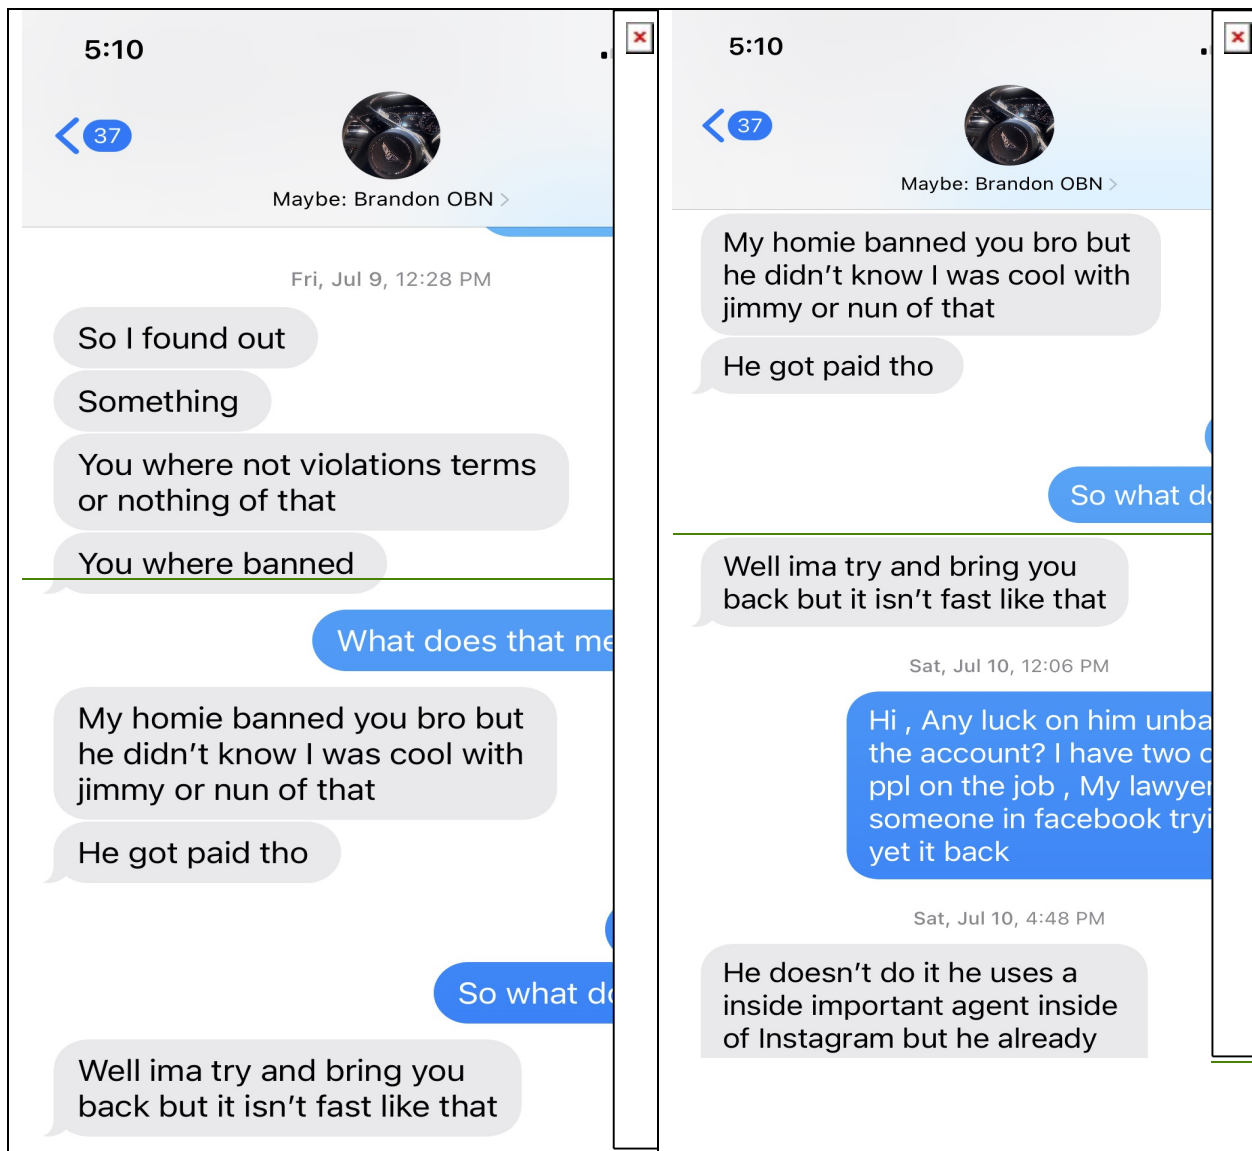 5:10
37
Maybe: Brandon OBN
Fri, Jul 9, 12:28 PM
So I found out
Something
You where not violations terms
or nothing of that
You where banned
What does that me
My homie banned you bro but
he didn't know I was cool with
jimmy or nun of that
He got paid tho
So what do
Well ima try and bring you
back but it isn't fast like that
5:10
37
Maybe: Brandon OBN
My homie banned you bro but
he didn't know I was cool with
jimmy or nun of that
He got paid tho
So what do
Well ima try and bring you
back but it isn't fast like that
Sat, Jul 10, 12:06 PM
Hi , Any luck on him unba
the account? I have two o
ppl on the job , My lawyer
someone in facebook tryi
yet it back
Sat, Jul 10, 4:48 PM
He doesn't do it he uses a
inside important agent inside
of Instagram but he already